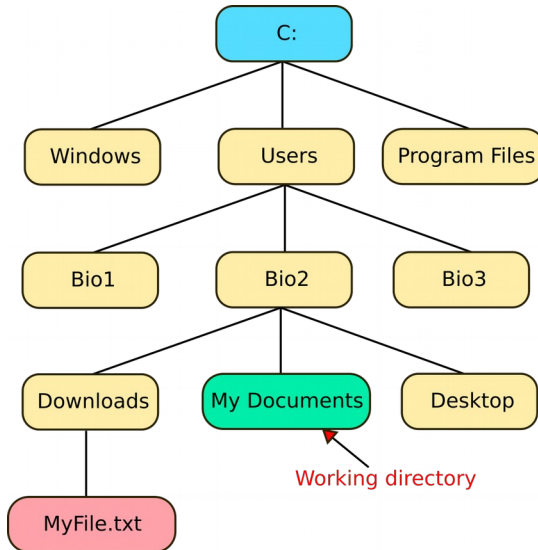 C:
Windows
Users
Program Files
Bio1
Bio2
Bio3
Downloads
My Documents
Desktop
Working directory
MyFile.txt